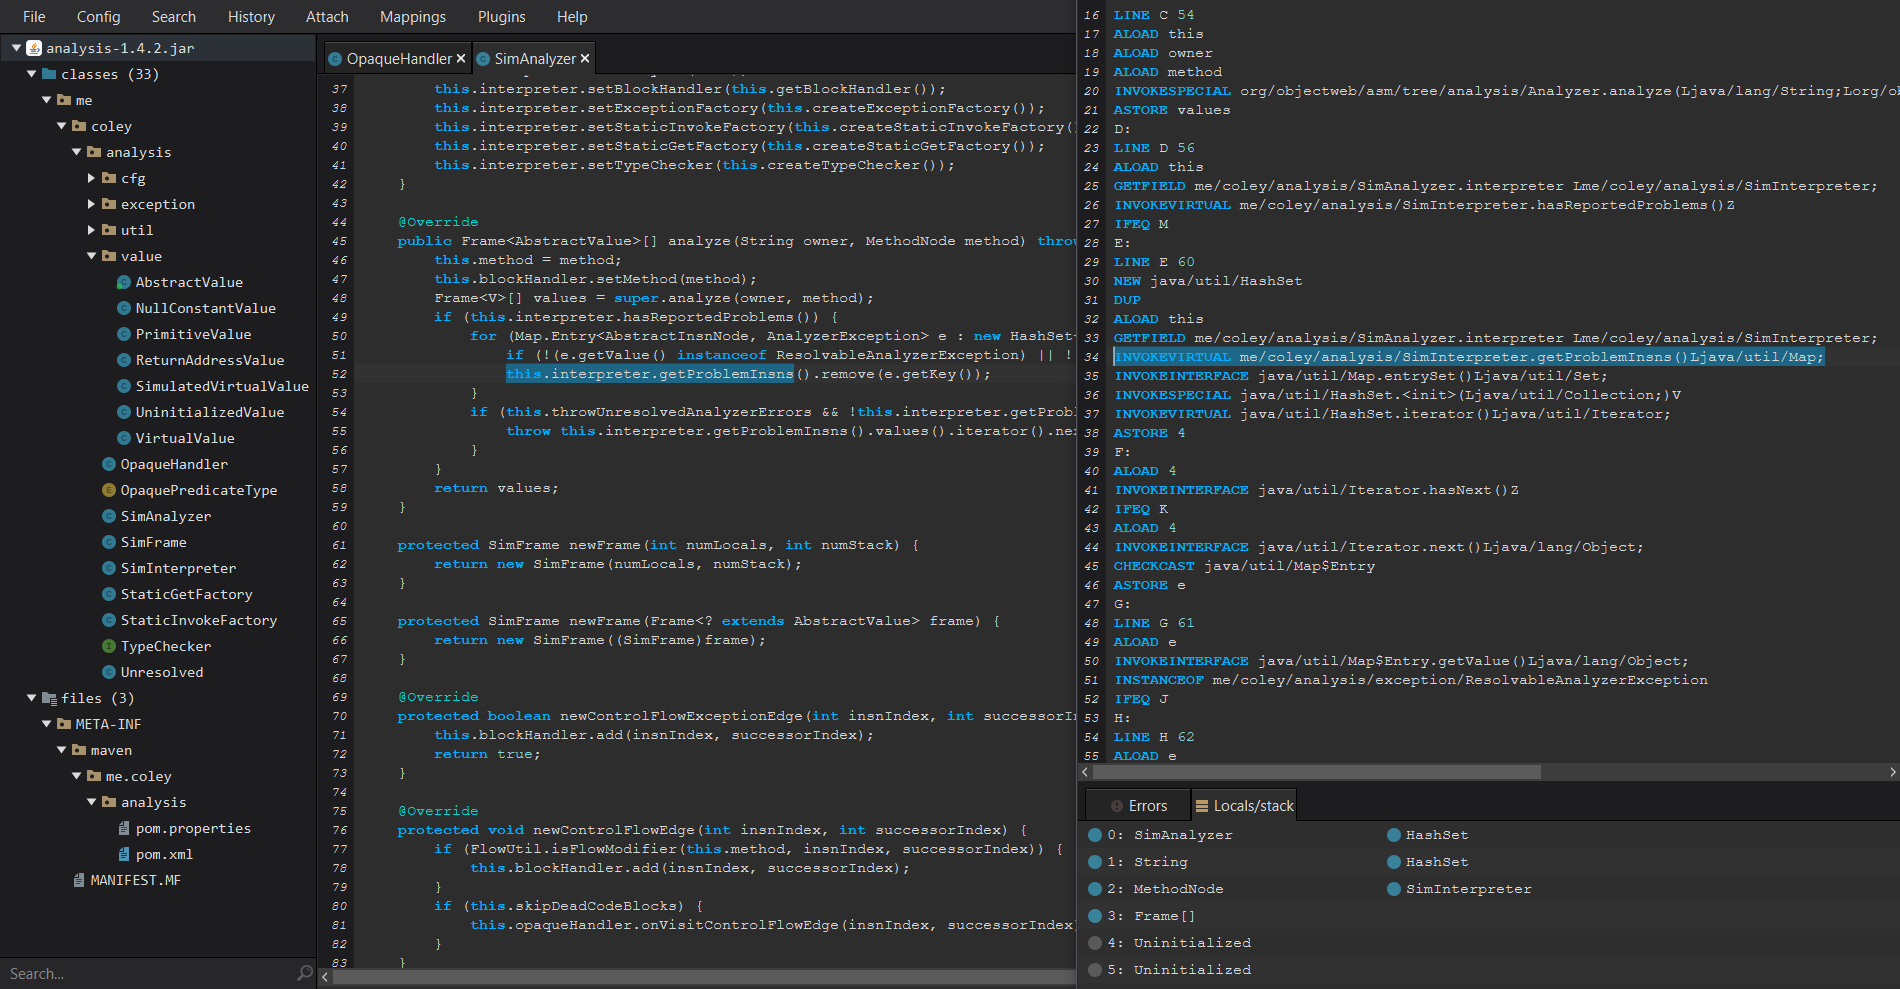 File Config Search History Attach Mappings Plugins Help
analysis-1.4.2.jar
classes (33)
me
coley
analysis
cfg
exception
util
value
AbstractValue
NullConstantValue
PrimitiveValue
ReturnAddressValue
SimulatedVirtualValue
UninitializedValue
VirtualValue
OpaqueHandler
OpaquePredicateType
SimAnalyzer
SimFrame
SimInterpreter
StaticGetFactory
StaticInvokeFactory
TypeChecker
Unresolved
files (3)
META-INF
maven
me.coley
analysis
pom.properties
pom.xml
MANIFEST.MF
Search...
OpaqueHandler × SimAnalyzer ×
37 this.interpreter.setBlockHandler(this.getBlockHandler());
38 this.interpreter.setExceptionFactory(this.createExceptionFactory());
39 this.interpreter.setStaticInvokeFactory(this.createStaticInvokeFactory()
40 this.interpreter.setStaticGetFactory(this.createStaticGetFactory());
41 this.interpreter.setTypeChecker(this.createTypeChecker());
42 }
43
44 @Override
45 public Frame<AbstractValue>[] analyze(String owner, MethodNode method) throw
46 this.method = method;
47 this.blockHandler.setMethod(method);
48 Frame<V>[] values = super.analyze(owner, method);
49 if (this.interpreter.hasReportedProblems()) {
50 for (Map.Entry<AbstractInsnNode, AnalyzerException> e : new HashSet
51 if (!(e.getValue() instanceof ResolvableAnalyzerException) || !
52 this.interpreter.getProblemInsns().remove(e.getKey());
53 }
54 if (this.throwUnresolvedAnalyzerErrors && !this.interpreter.getProbl
55 throw this.interpreter.getProblemInsns().values().iterator().nex
56 }
57 }
58 return values;
59 }
60
61 protected SimFrame newFrame(int numLocals, int numStack) {
62 return new SimFrame(numLocals, numStack);
63 }
64
65 protected SimFrame newFrame(Frame<? extends AbstractValue> frame) {
66 return new SimFrame((SimFrame)frame);
67 }
68
69 @Override
70 protected boolean newControlFlowExceptionEdge(int insnIndex, int successorIn
71 this.blockHandler.add(insnIndex, successorIndex);
72 return true;
73 }
74
75 @Override
76 protected void newControlFlowEdge(int insnIndex, int successorIndex) {
77 if (FlowUtil.isFlowModifier(this.method, insnIndex, successorIndex)) {
78 this.blockHandler.add(insnIndex, successorIndex);
79 }
80 if (this.skipDeadCodeBlocks) {
81 this.opaqueHandler.onVisitControlFlowEdge(insnIndex, successorIndex)
82 }
83 }
16 LINE C 54
17 ALOAD this
18 ALOAD owner
19 ALOAD method
20 INVOKESPECIAL org/objectweb/asm/tree/analysis/Analyzer.analyze(Ljava/lang/String;Lorg/ob
21 ASTORE values
22 D:
23 LINE D 56
24 ALOAD this
25 GETFIELD me/coley/analysis/SimAnalyzer.interpreter Lme/coley/analysis/SimInterpreter;
26 INVOKEVIRTUAL me/coley/analysis/SimInterpreter.hasReportedProblems()Z
27 IFEQ M
28 E:
29 LINE E 60
30 NEW java/util/HashSet
31 DUP
32 ALOAD this
33 GETFIELD me/coley/analysis/SimAnalyzer.interpreter Lme/coley/analysis/SimInterpreter;
34 INVOKEVIRTUAL me/coley/analysis/SimInterpreter.getProblemInsns()Ljava/util/Map;
35 INVOKEINTERFACE java/util/Map.entrySet()Ljava/util/Set;
36 INVOKESPECIAL java/util/HashSet.<init>(Ljava/util/Collection;)V
37 INVOKEVIRTUAL java/util/HashSet.iterator()Ljava/util/Iterator;
38 ASTORE 4
39 F:
40 ALOAD 4
41 INVOKEINTERFACE java/util/Iterator.hasNext()Z
42 IFEQ K
43 ALOAD 4
44 INVOKEINTERFACE java/util/Iterator.next()Ljava/lang/Object;
45 CHECKCAST java/util/Map$Entry
46 ASTORE e
47 G:
48 LINE G 61
49 ALOAD e
50 INVOKEINTERFACE java/util/Map$Entry.getValue()Ljava/lang/Object;
51 INSTANCEOF me/coley/analysis/exception/ResolvableAnalyzerException
52 IFEQ J
53 H:
54 LINE H 62
55 ALOAD e
Errors Locals/stack
0: SimAnalyzer HashSet
1: String HashSet
2: MethodNode SimInterpreter
3: Frame[]
4: Uninitialized
5: Uninitialized